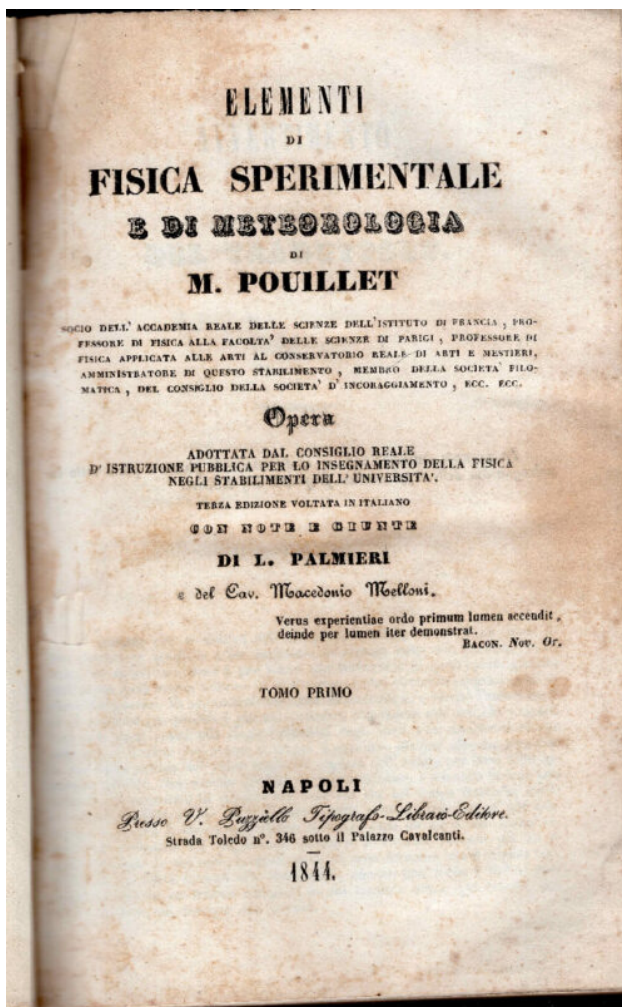 ELEMENTI
DI
FISICA SPERIMENTALE
E DI METEOROLOGIA
DI
M. POUILLET
SOCIO DELL' ACCADEMIA REALE DELLE SCIENZE DELL'ISTITUTO DI FRANCIA , PRO-
FESSORE DI FISICA ALLA FACOLTA' DELLE SCIENZE DI PARIGI , PROFESSORE DI
FISICA APPLICATA ALLE ARTI AL CONSERVATORIO REALE DI ARTI E MESTIERI,
AMMINISTRATORE DI QUESTO STABILIMENTO , MEMBRO DELLA SOCIETA' FILO-
MATICA , DEL CONSIGLIO DELLA SOCIETA' D' INCORAGGIAMENTO , ECC. ECC.
Opera
ADOTTATA DAL CONSIGLIO REALE
D' ISTRUZIONE PUBBLICA PER LO INSEGNAMENTO DELLA FISICA
NEGLI STABILIMENTI DELL' UNIVERSITA'.
TERZA EDIZIONE VOLTATA IN ITALIANO
CON NOTE E GIUNTE
DI L. PALMIERI
e del Cav. Macedonio Melloni.
Verus experientiae ordo primum lumen accendit,
deinde per lumen iter demonstrat.
BACON. Nov. Or.
TOMO PRIMO
NAPOLI
Presso V. Puzziello Tipografo-Libraio-Editore.
Strada Toledo n°. 346 sotto il Palazzo Cavalcanti.
1844.